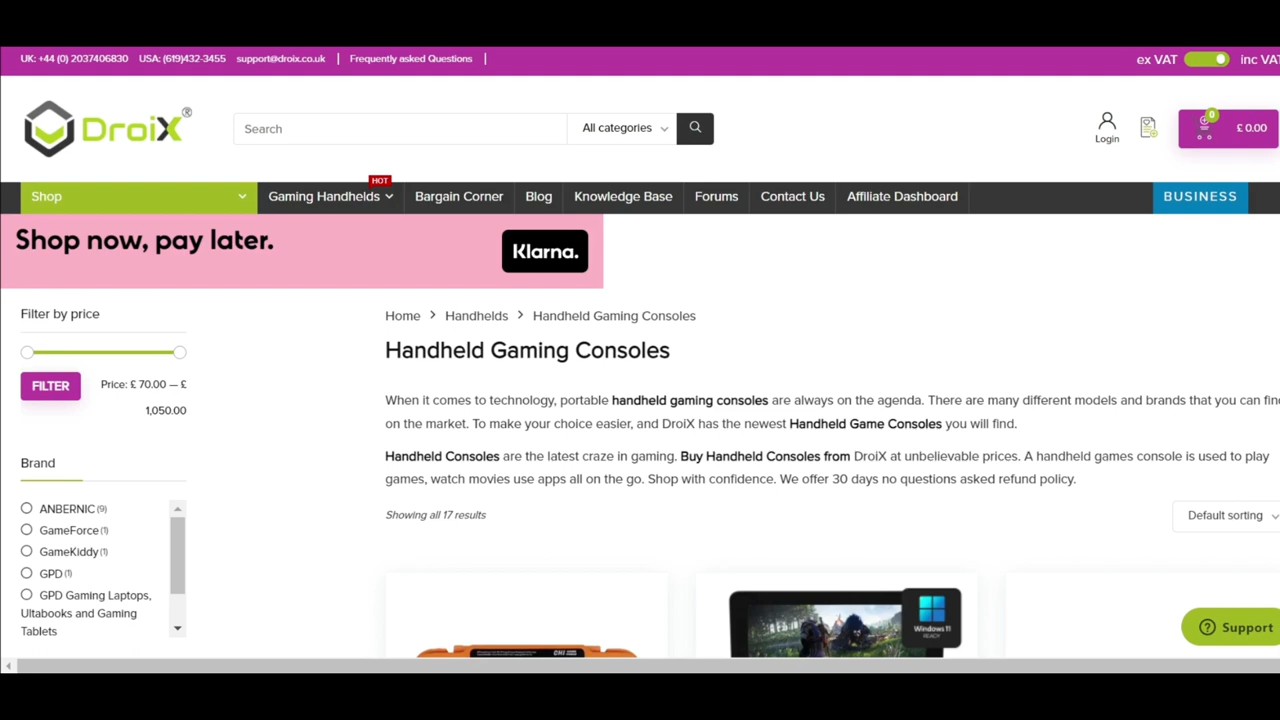 UK: +44 (0) 2037406830 USA: (619)432-3455 support@droix.co.uk | Frequently asked Questions |
ex VAT inc VAT
DroiX®
Search
All categories
Login
0
£ 0.00
HOT
Shop
Gaming Handhelds
Bargain Corner
Blog
Knowledge Base
Forums
Contact Us
Affiliate Dashboard
BUSINESS
Shop now, pay later.
Klarna.
Filter by price
FILTER
Price: £ 70.00 — £
1,050.00
Brand
ANBERNIC (9)
GameForce (1)
GameKiddy (1)
GPD (1)
GPD Gaming Laptops,
Ultabooks and Gaming
Tablets
Home > Handhelds > Handheld Gaming Consoles
Handheld Gaming Consoles
When it comes to technology, portable handheld gaming consoles are always on the agenda. There are many different models and brands that you can find
on the market. To make your choice easier, and DroiX has the newest Handheld Game Consoles you will find.
Handheld Consoles are the latest craze in gaming. Buy Handheld Consoles from DroiX at unbelievable prices. A handheld games console is used to play
games, watch movies use apps all on the go. Shop with confidence. We offer 30 days no questions asked refund policy.
Showing all 17 results
Default sorting
Windows 11
READY
Support